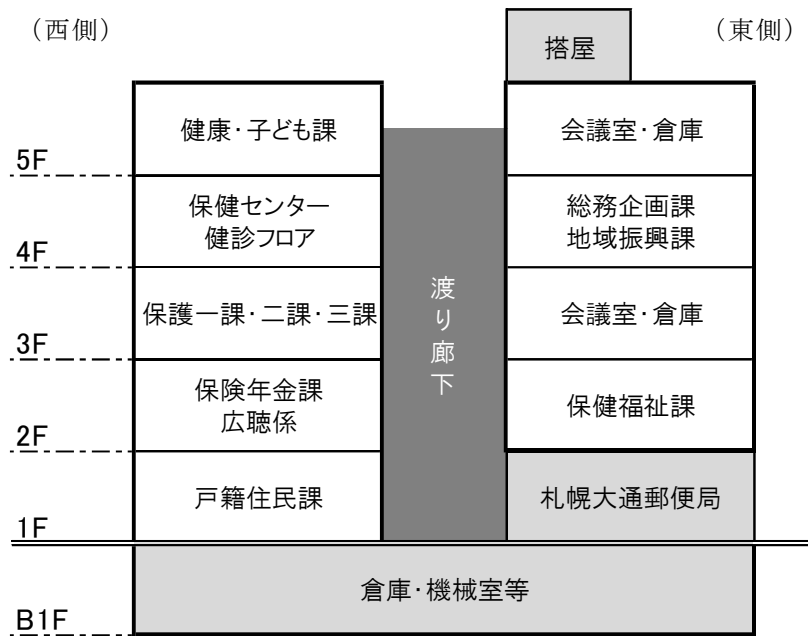 （西側）
（東側）
搭屋
健康･子ども課
会議室･倉庫
5F
保健センター
健診フロア
総務企画課
地域振興課
4F
保護一課･二課･三課
会議室･倉庫
3F
渡り廊下
保険年金課
広聴係
保健福祉課
2F
戸籍住民課
札幌大通郵便局
1F
倉庫･機械室等
B1F